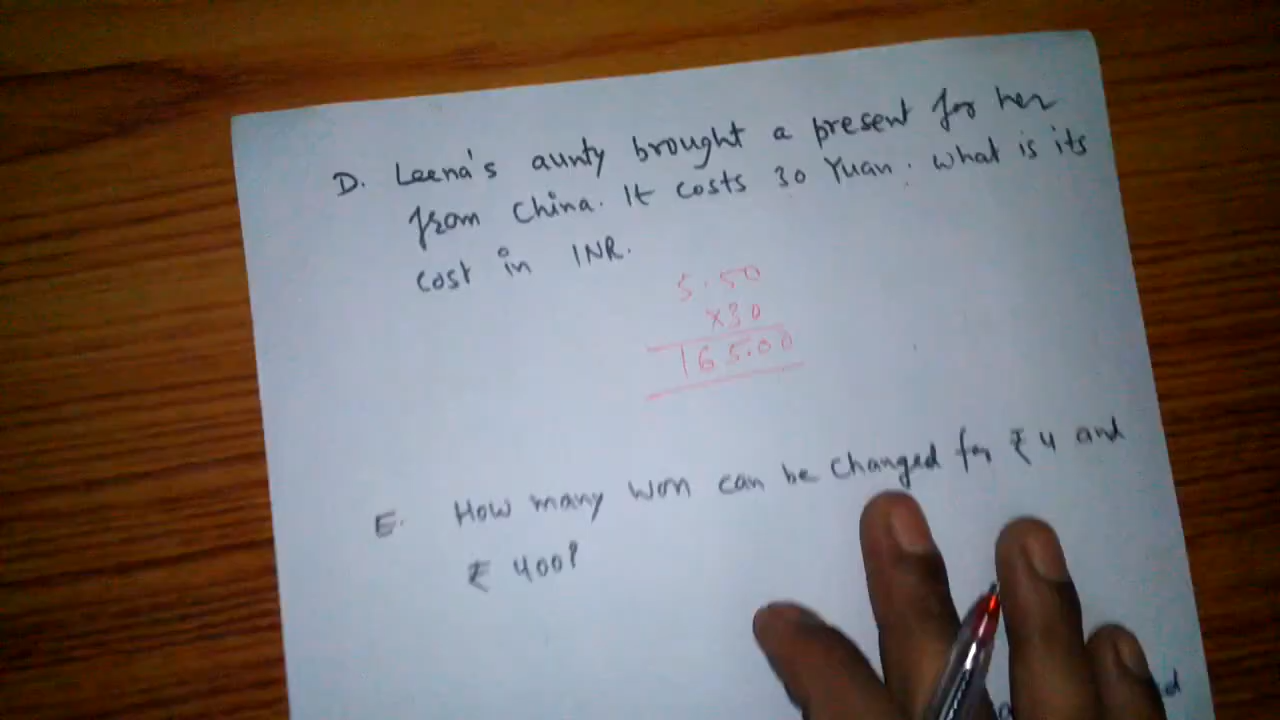 D. Leena's aunty brought a present for her
from China. It costs 30 Yuan. What is its
cost in INR.
5.50
x30
165.00
E. How many won can be changed for ₹ 4 and
₹ 400?